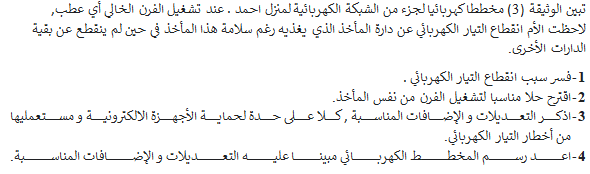 تبين الوثيقة (3) مخططا كهربائيا لجزء من الشبكة الكهربائية لمنزل احمد . عند تشغيل الفرن الخالي أي عطب,
لاحظت الأم انقطاع التيار الكهربائي عن دارة المأخذ الذي يغذيه رغم سلامة هذا المأخذ في حين لم ينقطع عن بقية
الدارات الأخرى.
1-فسر سبب انقطاع التيار الكهربائي .
2-اقترح حلا مناسبا لتشغيل الفرن من نفس المأخذ.
3-اذكر التعديلات و الإضافات المناسبة , كلا على حدة لحماية الأجهزة الالكترونية و مستعمليها
من أخطار التيار الكهربائي.
4-اعد رسم المخطط الكهربائي مبينا عليه التعديلات و الإضافات المناسبة.